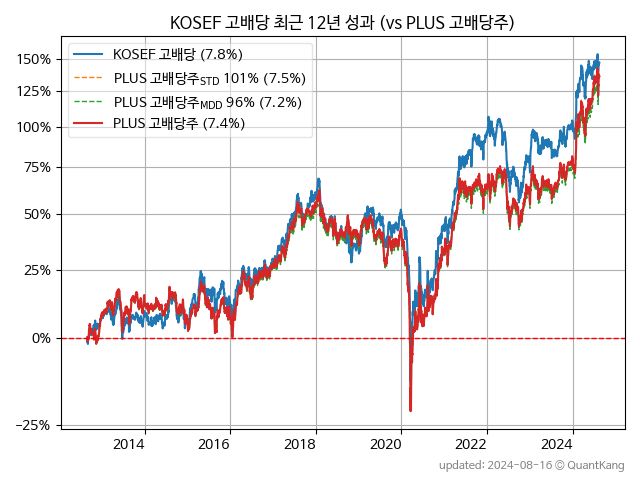 KOSEF 고배당 최근 12년 성과 (vs PLUS 고배당주)
KOSEF 고배당 (7.8%)
PLUS 고배당주STD 101% (7.5%)
PLUS 고배당주MDD 96% (7.2%)
PLUS 고배당주 (7.4%)
150%
125%
100%
75%
50%
25%
0%
−25%
2014 2016 2018 2020 2022 2024
updated: 2024-08-16 © QuantKang